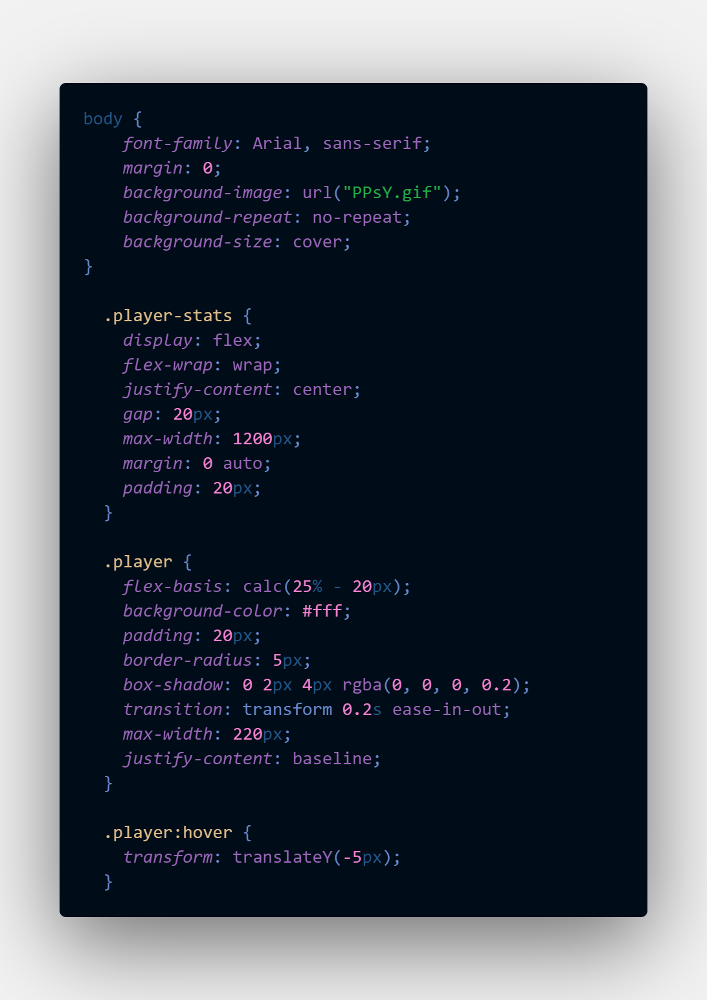 body {
    font-family: Arial, sans-serif;
    margin: 0;
    background-image: url("PPsY.gif");
    background-repeat: no-repeat;
    background-size: cover;
}

  .player-stats {
    display: flex;
    flex-wrap: wrap;
    justify-content: center;
    gap: 20px;
    max-width: 1200px;
    margin: 0 auto;
    padding: 20px;
  }

  .player {
    flex-basis: calc(25% - 20px);
    background-color: #fff;
    padding: 20px;
    border-radius: 5px;
    box-shadow: 0 2px 4px rgba(0, 0, 0, 0.2);
    transition: transform 0.2s ease-in-out;
    max-width: 220px;
    justify-content: baseline;
  }

  .player:hover {
    transform: translateY(-5px);
  }